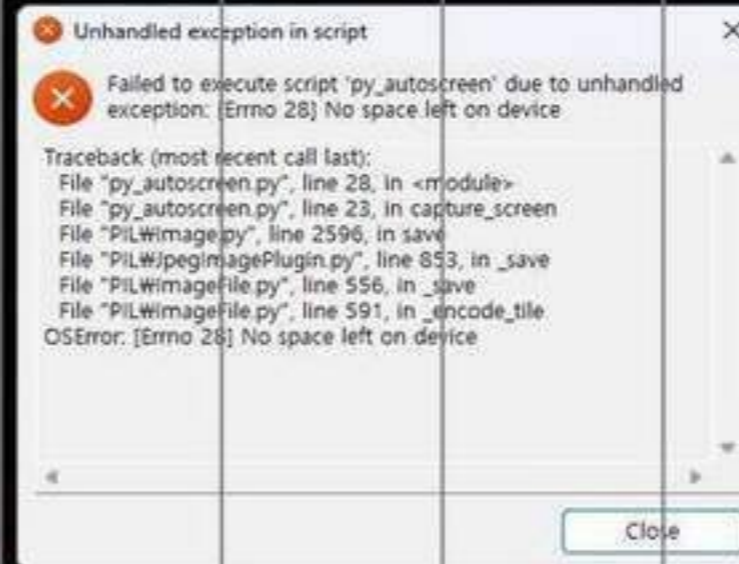 Unhandled exception in script
Failed to execute script 'py_autoscreen' due to unhandled
exception: [Errno 28] No space left on device
Traceback (most recent call last):
File "py_autoscreen.py", line 28, in <module>
File "py_autoscreen.py", line 23, in capture_screen
File "PIL₩Image.py", line 2596, in save
File "PIL₩JpegImagePlugin.py", line 853, in _save
File "PIL₩ImageFile.py", line 556, in _save
File "PIL₩ImageFile.py", line 591, in _encode_tile
OSError: [Errno 28] No space left on device
Close